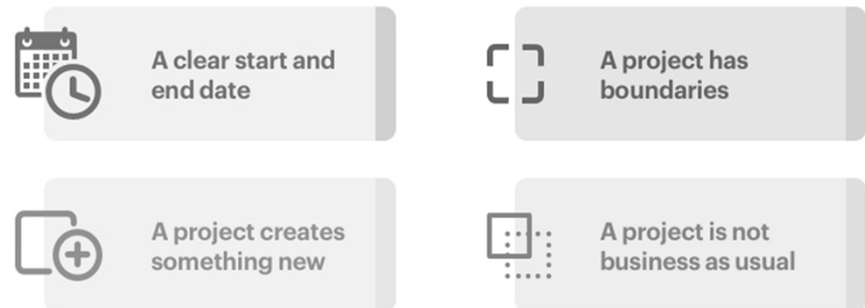 A clear start and
end date
A project has
boundaries
A project creates
something new
A project is not
business as usual